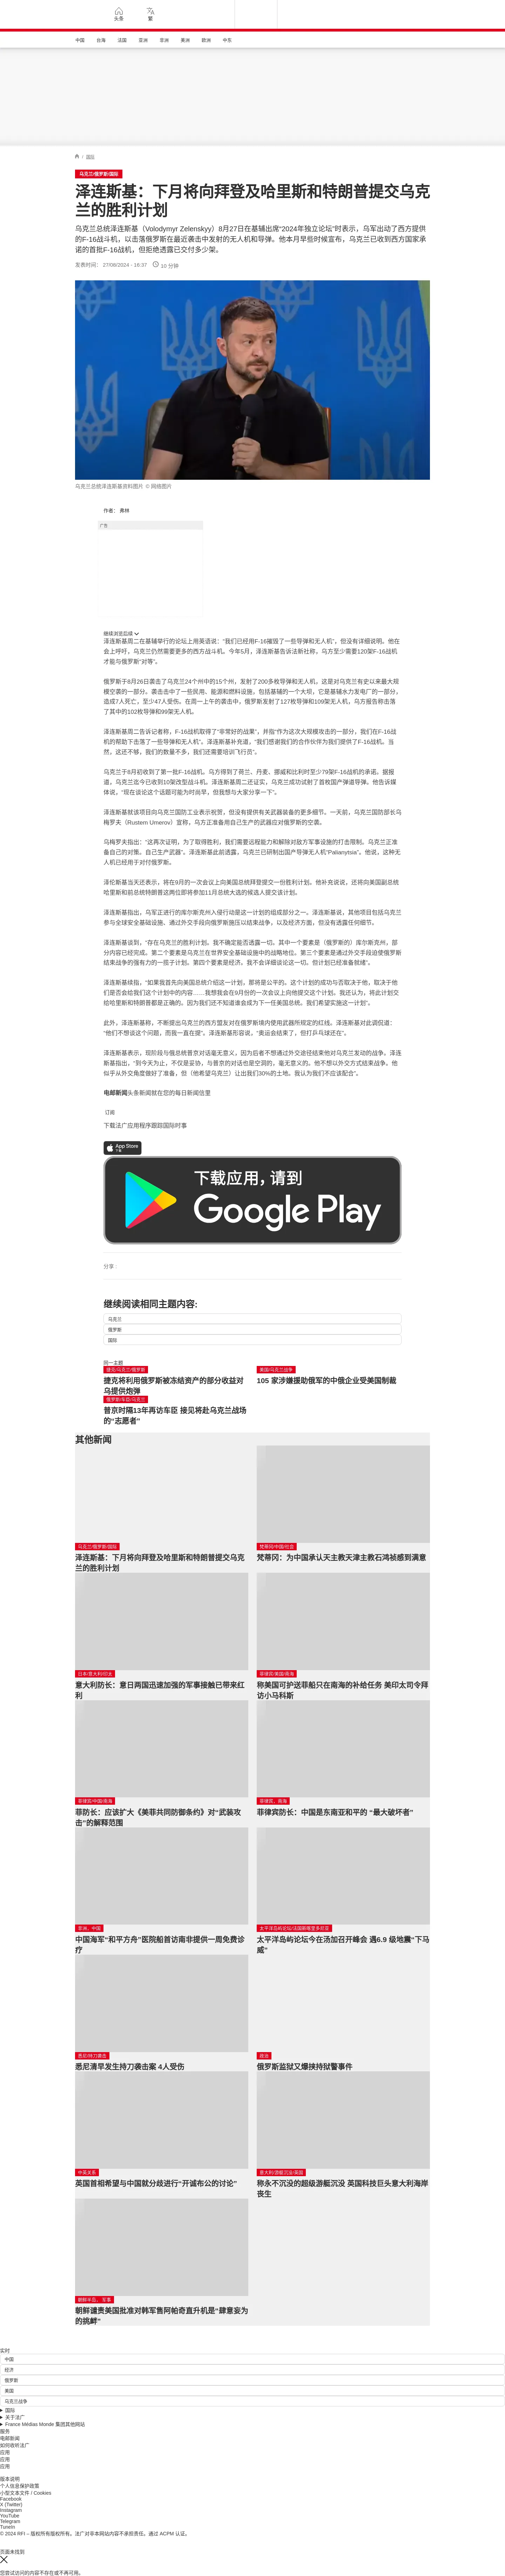 头条
繁
中国
台海
法国
亚洲
非洲
美洲
欧洲
中东
/ 国际
乌克兰/俄罗斯/国际
泽连斯基：下月将向拜登及哈里斯和特朗普提交乌克
兰的胜利计划
乌克兰总统泽连斯基（Volodymyr Zelenskyy）8月27日在基辅出席“2024年独立论坛”时表示，乌军出动了西方提供
的F-16战斗机，以击落俄罗斯在最近袭击中发射的无人机和导弹。他本月早些时候宣布，乌克兰已收到西方国家承
诺的首批F-16战机，但拒绝透露已交付多少架。
发表时间： 27/08/2024 - 16:37 10 分钟
乌克兰总统泽连斯基资料图片 © 网络图片
作者： 弗林
广告
继续浏览后续
泽连斯基周二在基辅举行的论坛上用英语说：“我们已经用F-16摧毁了一些导弹和无人机”，但没有详细说明。他在
会上呼吁，乌克兰仍然需要更多的西方战斗机。今年5月，泽连斯基告诉法新社称，乌方至少需要120架F-16战机
才能与俄罗斯“对等”。
俄罗斯于8月26日袭击了乌克兰24个州中的15个州，发射了200多枚导弹和无人机，这是对乌克兰有史以来最大规
模空袭的一部分。袭击击中了一些民用、能源和燃料设施，包括基辅的一个大坝，它是基辅水力发电厂的一部分，
造成7人死亡，至少47人受伤。在周一上午的袭击中，俄罗斯发射了127枚导弹和109架无人机，乌方报告称击落
了其中的102枚导弹和99架无人机。
泽连斯基周二告诉记者称，F-16战机取得了“非常好的战果”，并指“作为这次大规模攻击的一部分，我们在F-16战
机的帮助下击落了一些导弹和无人机”。泽连斯基补充道，“我们感谢我们的合作伙伴为我们提供了F-16战机。当
然，这还不够，我们的数量不多，我们还需要培训飞行员”。
乌克兰于8月初收到了第一批F-16战机。乌方得到了荷兰、丹麦、挪威和比利时至少79架F-16战机的承诺。据报
道，乌克兰迄今已收到10架改型战斗机。泽连斯基周二还证实，乌克兰成功试射了首枚国产弹道导弹。他告诉媒
体说，“现在谈论这个话题可能为时尚早，但我想与大家分享一下”。
泽连斯基就该项目向乌克兰国防工业表示祝贺，但没有提供有关武器装备的更多细节。一天前，乌克兰国防部长乌
梅罗夫（Rustem Umerov）宣称，乌方正准备用自己生产的武器应对俄罗斯的空袭。
乌梅罗夫指出：“这再次证明，为了取得胜利，我们需要远程能力和解除对敌方军事设施的打击限制。乌克兰正准
备自己的对策。自己生产武器”。泽连斯基此前透露，乌克兰已研制出国产导弹无人机“Palianytsia”。他说，这种无
人机已经用于对付俄罗斯。
泽伦斯基当天还表示，将在9月的一次会议上向美国总统拜登提交一份胜利计划。他补充说说，还将向美国副总统
哈里斯和前总统特朗普这两位即将参加11月总统大选的候选人提交该计划。
泽连斯基指出，乌军正进行的库尔斯克州入侵行动是这一计划的组成部分之一。泽连斯基说，其他项目包括乌克兰
参与全球安全基础设施、通过外交手段向俄罗斯施压以结束战争，以及经济方面，但没有透露任何细节。
泽连斯基谈到，“存在乌克兰的胜利计划。我不确定能否透露一切。其中一个要素是（俄罗斯的）库尔斯克州，部
分内容已经完成。第二个要素是乌克兰在世界安全基础设施中的战略地位。第三个要素是通过外交手段迫使俄罗斯
结束战争的强有力的一揽子计划。第四个要素是经济。我不会详细谈论这一切。但计划已经准备就绪”。
泽连斯基续指，“如果我首先向美国总统介绍这一计划，那将是公平的。这个计划的成功与否取决于他，取决于他
们是否会给我们这个计划中的内容……我想我会在9月份的一次会议上向他提交这个计划。我还认为，将此计划交
给哈里斯和特朗普都是正确的。因为我们还不知道谁会成为下一任美国总统。我们希望实施这一计划”。
此外，泽连斯基称，不断提出乌克兰的西方盟友对在俄罗斯境内使用武器所规定的红线。泽连斯基对此调侃道：
“他们不想谈这个问题，而我一直在提”。泽连斯基形容说，“奥运会结束了，但打乒乓球还在”。
泽连斯基表示，现阶段与俄总统普京对话毫无意义，因为后者不想通过外交途径结束他对乌克兰发动的战争，泽连
斯基指出，“到今天为止，不仅是妥协，与普京的对话也是空洞的，毫无意义的，他不想以外交方式结束战争，他
似乎从外交角度做好了准备，但（他希望乌克兰）让出我们30%的土地。我认为我们不应该配合”。
电邮新闻头条新闻就在您的每日新闻信里
订阅
下载法广应用程序跟踪国际时事
App Store
下载应用，请到
Google Play
分享 :
继续阅读相同主题内容:
乌克兰
俄罗斯
国际
同一主题
捷克/乌克兰/俄罗斯
捷克将利用俄罗斯被冻结资产的部分收益对
乌提供炮弹
美国/乌克兰战争
105 家涉嫌援助俄军的中俄企业受美国制裁
俄罗斯/车臣/乌克兰
普京时隔13年再访车臣 接见将赴乌克兰战场
的“志愿者”
其他新闻
乌克兰/俄罗斯/国际
泽连斯基：下月将向拜登及哈里斯和特朗普提交乌克
兰的胜利计划
梵蒂冈/中国/社会
梵蒂冈：为中国承认天主教天津主教石鸿祯感到满意
日本/意大利/印太
意大利防长：意日两国迅速加强的军事接触已带来红
利
菲律宾/美国/南海
称美国可护送菲船只在南海的补给任务 美印太司令拜
访小马科斯
菲律宾/中国/南海
菲防长：应该扩大《美菲共同防御条约》对“武装攻
击”的解释范围
菲律宾、南海
菲律宾防长：中国是东南亚和平的 “最大破坏者”
非洲、中国
中国海军“和平方舟”医院船首访南非提供一周免费诊
疗
太平洋岛屿论坛/法国新喀里多尼亚
太平洋岛屿论坛今在汤加召开峰会 遇6.9 级地震“下马
威”
悉尼/持刀袭击
悉尼清早发生持刀袭击案 4人受伤
政治
俄罗斯监狱又爆挟持狱警事件
中英关系
英国首相希望与中国就分歧进行“开诚布公的讨论”
意大利/游艇沉没/英国
称永不沉没的超级游艇沉没 英国科技巨头意大利海岸
丧生
朝鲜半岛、军事
朝鲜谴责美国批准对韩军售阿帕奇直升机是“肆意妄为
的挑衅”
实时
中国
经济
俄罗斯
美国
乌克兰战争
国际
关于法广
France Médias Monde 集团其他网站
服务
电邮新闻
如何收听法广
应用
应用
应用
版本说明
个人信息保护政策
小型文本文件 / Cookies
Facebook
X (Twitter)
Instagram
YouTube
Telegram
TuneIn
© 2024 RFI – 版权所有版权所有。法广对非本网站内容不承担责任。通过 ACPM 认证。
页面未找到
您尝试访问的内容不存在或不再可用。